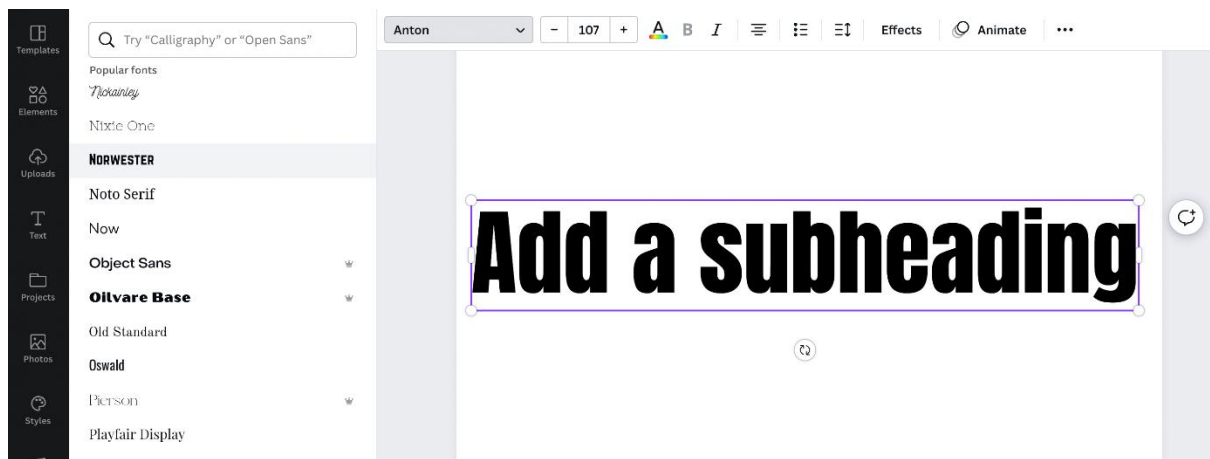 Templates
Elements
Uploads
Text
Projects
Photos
Styles
Try “Calligraphy” or “Open Sans”
Popular fonts
Nickainley
Nixie One
NORWESTER
Noto Serif
Now
Object Sans
Oilvare Base
Old Standard
Oswald
Pierson
Playfair Display
Anton - 107 + A B I Effects Animate
Add a subheading